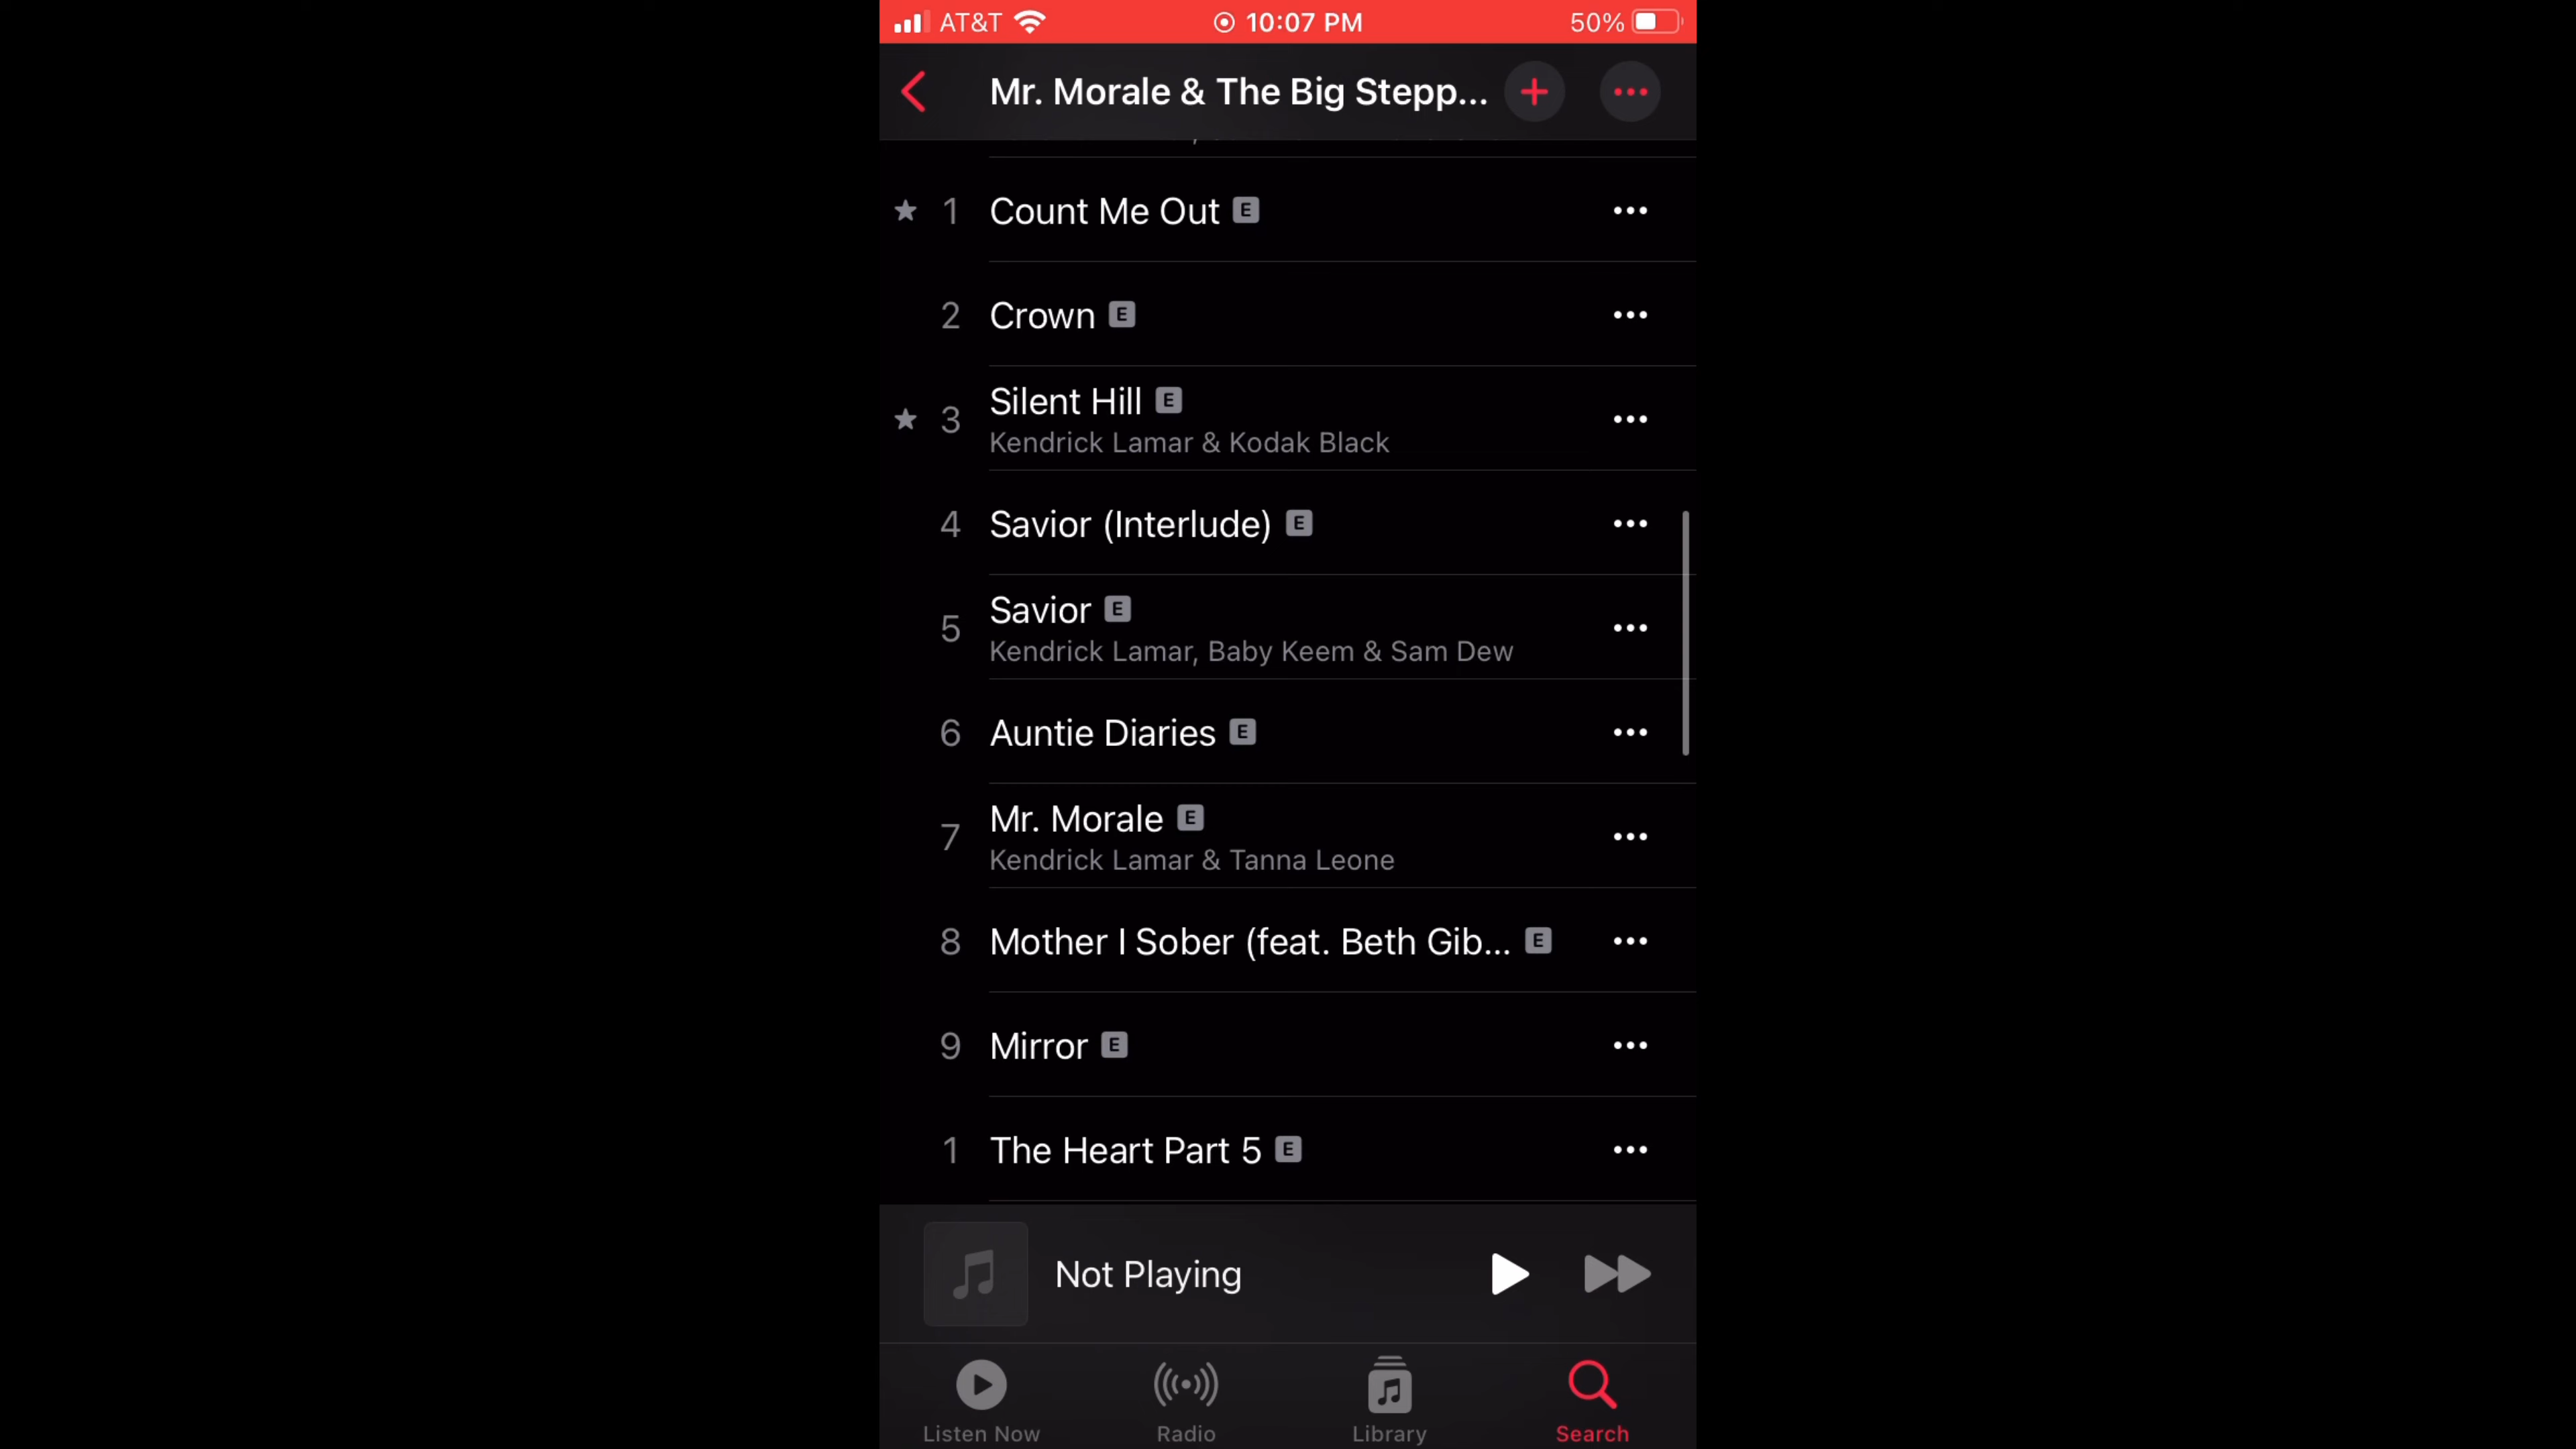 AT&T 10:07 PM 50%
Mr. Morale & The Big Stepp...
1 Count Me Out E
2 Crown E
3 Silent Hill E
Kendrick Lamar & Kodak Black
4 Savior (Interlude) E
5 Savior E
Kendrick Lamar, Baby Keem & Sam Dew
6 Auntie Diaries E
7 Mr. Morale E
Kendrick Lamar & Tanna Leone
8 Mother I Sober (feat. Beth Gib... E
9 Mirror E
1 The Heart Part 5 E
Not Playing
Listen Now Radio Library Search